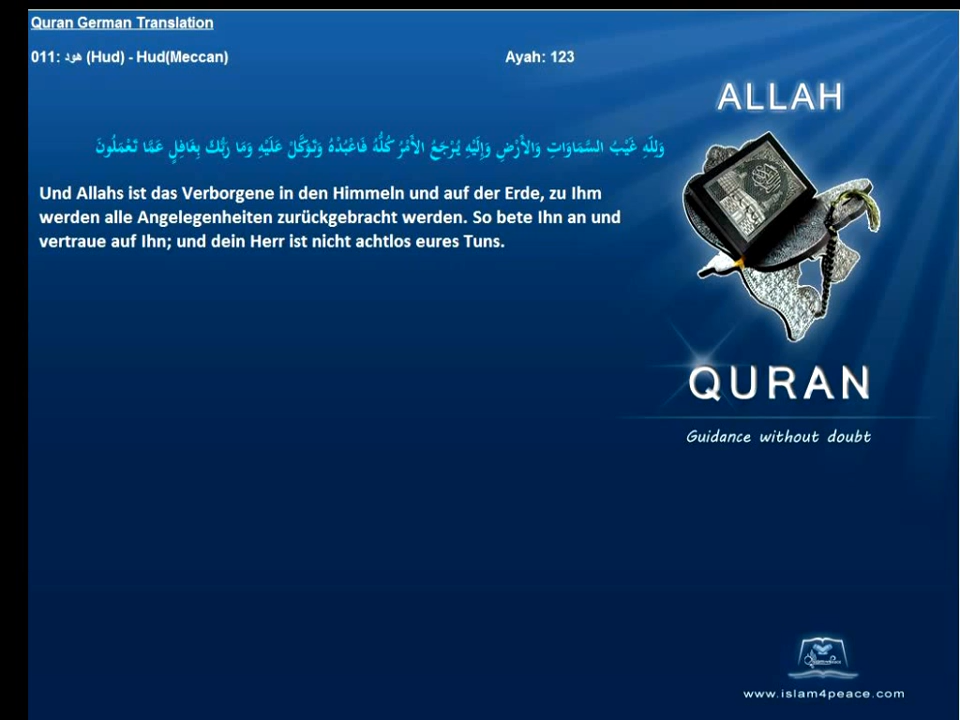 Quran German Translation
011: هود (Hud) - Hud(Meccan) Ayah: 123
ALLAH
وَلِلَّهِ غَيْبُ السَّمَاوَاتِ وَالأَرْضِ وَإِلَيْهِ يُرْجَعُ الأَمْرُ كُلُّهُ فَاعْبُدْهُ وَتَوَكَّلْ عَلَيْهِ وَمَا رَبُّكَ بِغَافِلٍ عَمَّا تَعْمَلُونَ
Und Allahs ist das Verborgene in den Himmeln und auf der Erde, zu Ihm
werden alle Angelegenheiten zurückgebracht werden. So bete Ihn an und
vertraue auf Ihn; und dein Herr ist nicht achtlos eures Tuns.
QURAN
Guidance without doubt
www.islam4peace.com